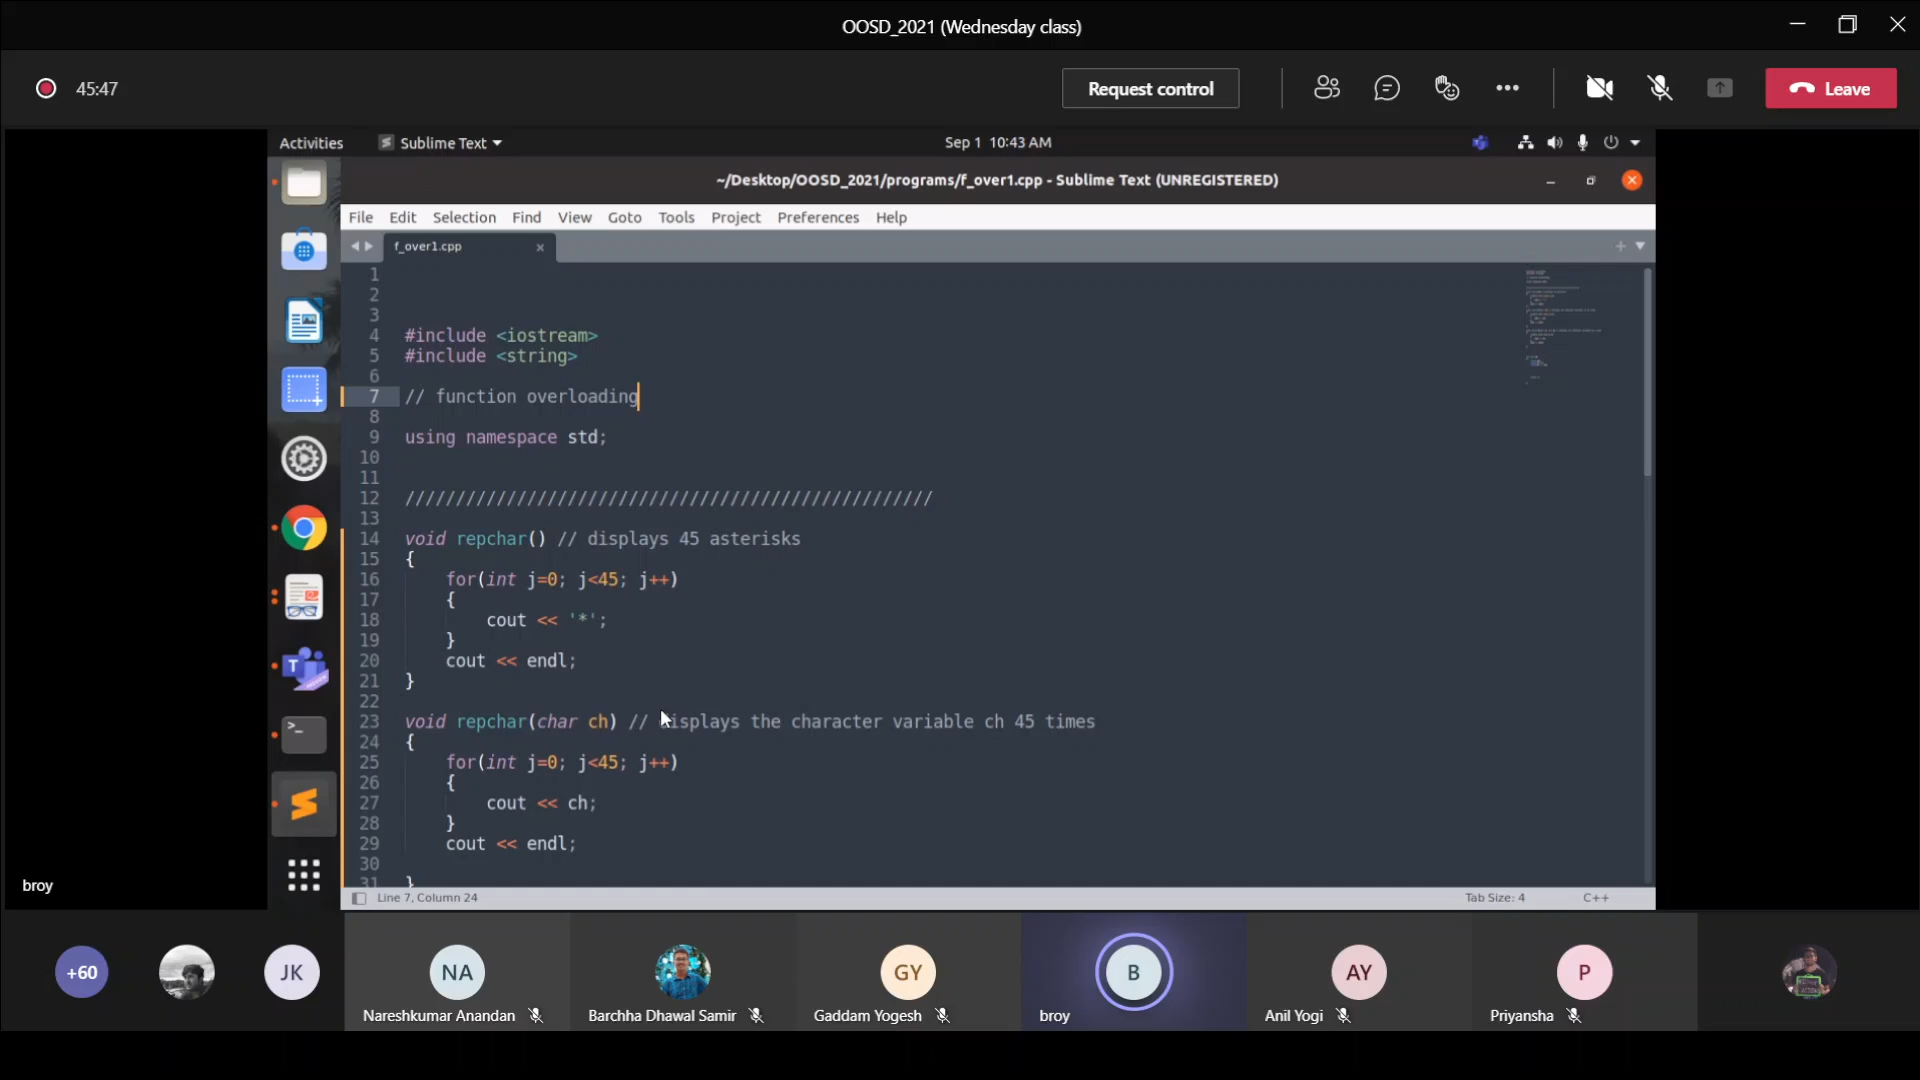 OOSD_2021 (Wednesday class)
45:47
Request control
Leave
Activities
Sublime Text
Sep 1 10:43 AM
~/Desktop/OOSD_2021/programs/f_over1.cpp - Sublime Text (UNREGISTERED)
File Edit Selection Find View Goto Tools Project Preferences Help
f_over1.cpp
1
2
3
4 #include <iostream>
5 #include <string>
6
7 // function overloading
8
9 using namespace std;
10
11
12 ////////////////////////////////////////////////////
13
14 void repchar() // displays 45 asterisks
15 {
16 for(int j=0; j<45; j++)
17 {
18 cout << '*';
19 }
20 cout << endl;
21 }
22
23 void repchar(char ch) // displays the character variable ch 45 times
24 {
25 for(int j=0; j<45; j++)
26 {
27 cout << ch;
28 }
29 cout << endl;
30
31 }
Line 7, Column 24
Tab Size: 4
C++
broy
+60
JK
NA
GY
B
AY
P
Nareshkumar Anandan
Barchha Dhawal Samir
Gaddam Yogesh
broy
Anil Yogi
Priyansha